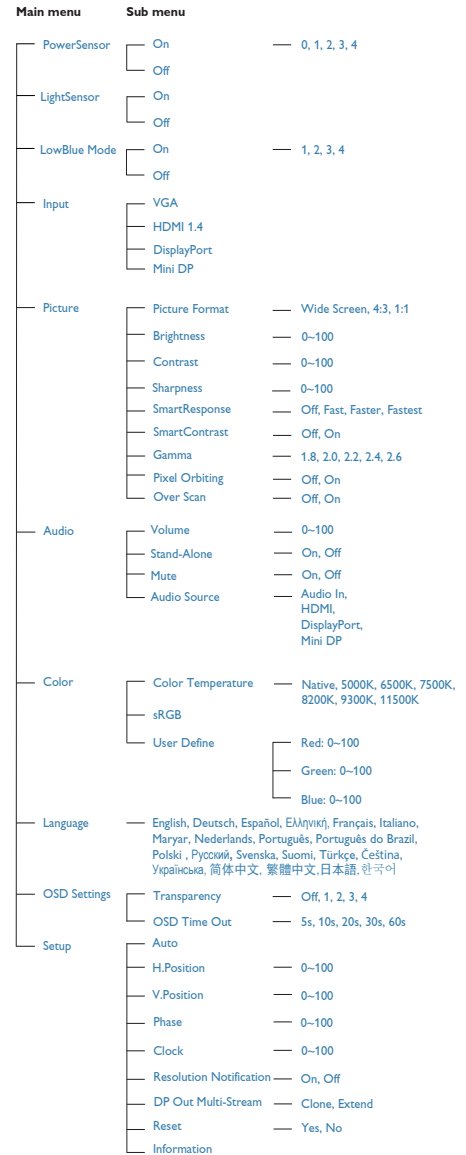 Main menu Sub menu
PowerSensor On 0, 1, 2, 3, 4
Off
LightSensor On
Off
LowBlue Mode On 1, 2, 3, 4
Off
Input VGA
HDMI 1.4
DisplayPort
Mini DP
Picture Picture Format Wide Screen, 4:3, 1:1
Brightness 0~100
Contrast 0~100
Sharpness 0~100
SmartResponse Off, Fast, Faster, Fastest
SmartContrast Off, On
Gamma 1.8, 2.0, 2.2, 2.4, 2.6
Pixel Orbiting Off, On
Over Scan Off, On
Audio Volume 0~100
Stand-Alone On, Off
Mute On, Off
Audio Source Audio In,
HDMI,
DisplayPort,
Mini DP
Color Color Temperature Native, 5000K, 6500K, 7500K,
8200K, 9300K, 11500K
sRGB
User Define Red: 0~100
Green: 0~100
Blue: 0~100
Language English, Deutsch, Español, Ελληνική, Français, Italiano,
Maryar, Nederlands, Português, Português do Brazil,
Polski , Русский, Svenska, Suomi, Türkçe, Čeština,
Українська, 简体中文, 繁體中文,日本語,한국어
OSD Settings Transparency Off, 1, 2, 3, 4
OSD Time Out 5s, 10s, 20s, 30s, 60s
Setup Auto
H.Position 0~100
V.Position 0~100
Phase 0~100
Clock 0~100
Resolution Notification On, Off
DP Out Multi-Stream Clone, Extend
Reset Yes, No
Information